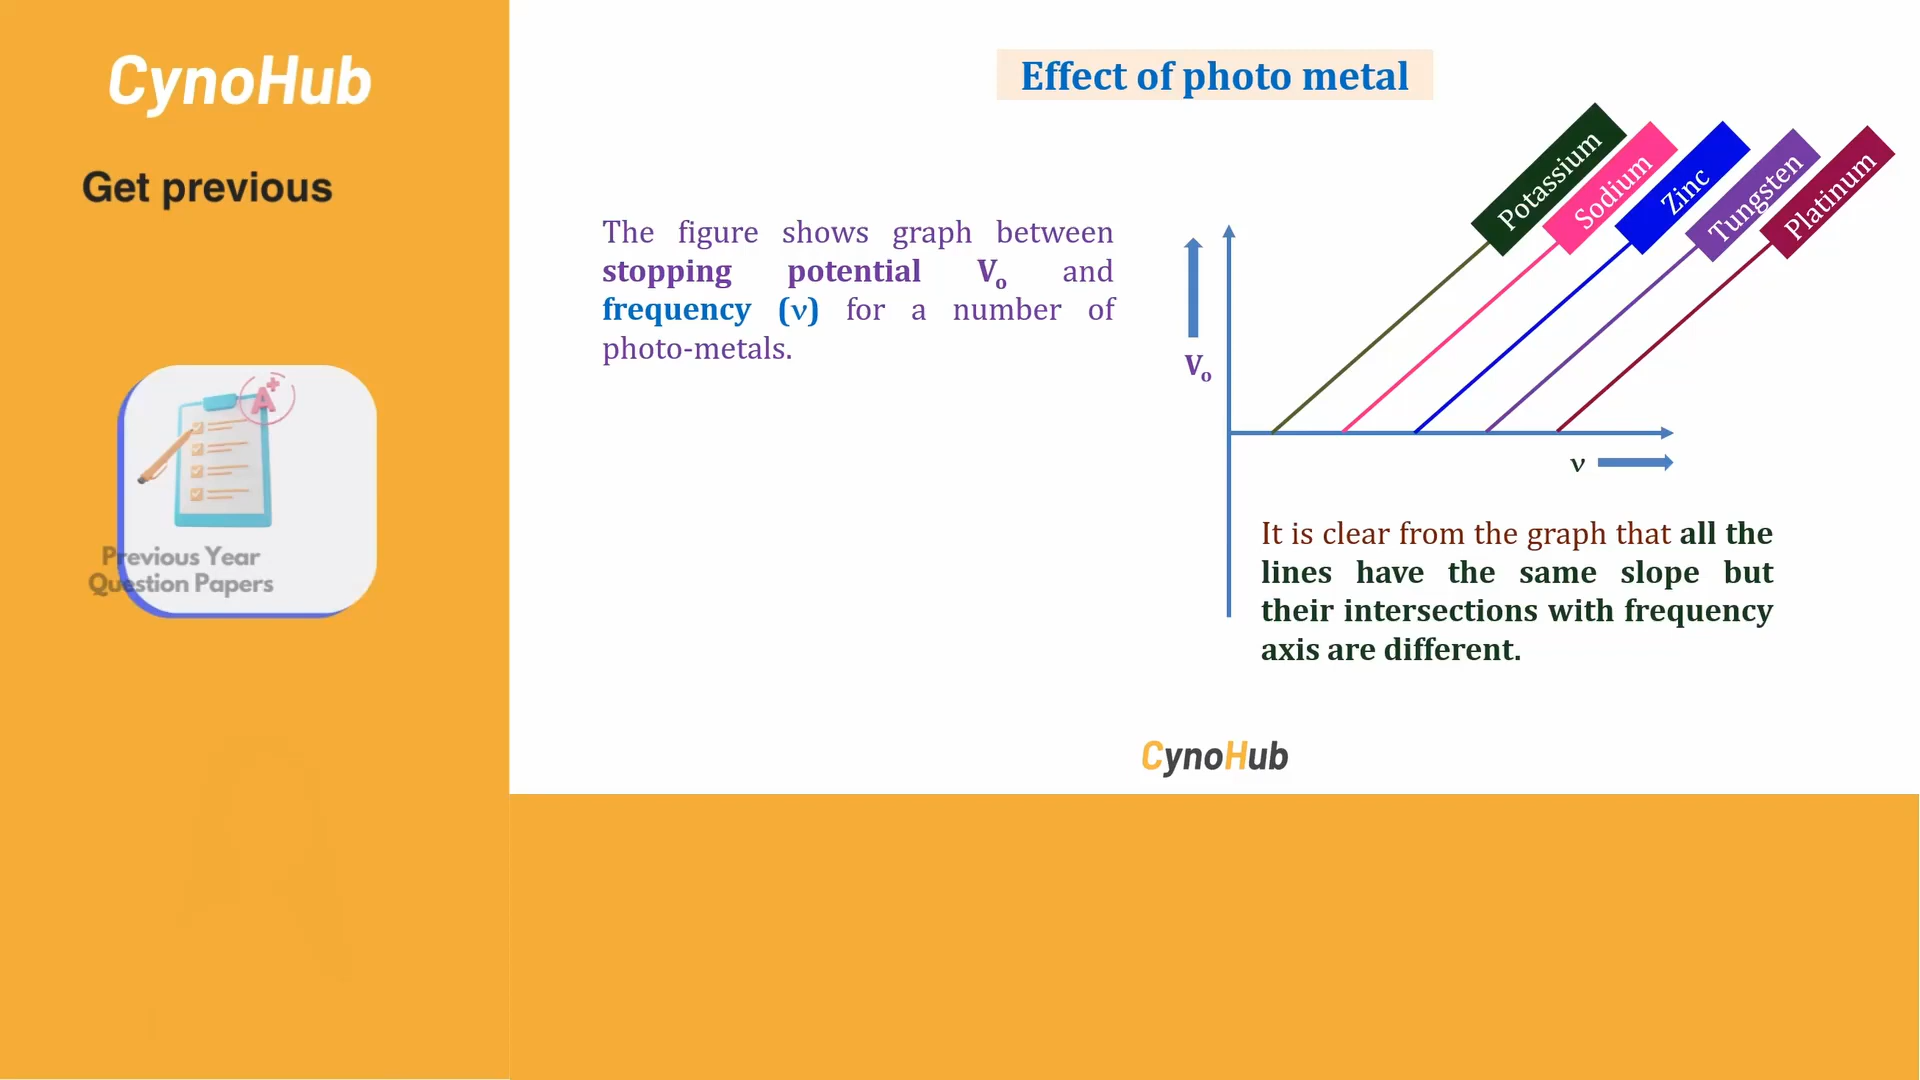 CynoHub
Get previous
A+
Previous Year
Question Papers
Effect of photo metal
The figure shows graph between
stopping potential Vo and
frequency (ν) for a number of
photo-metals.
Potassium
Sodium
Zinc
Tungsten
Platinum
Vo
ν
It is clear from the graph that all the
lines have the same slope but
their intersections with frequency
axis are different.
CynoHub